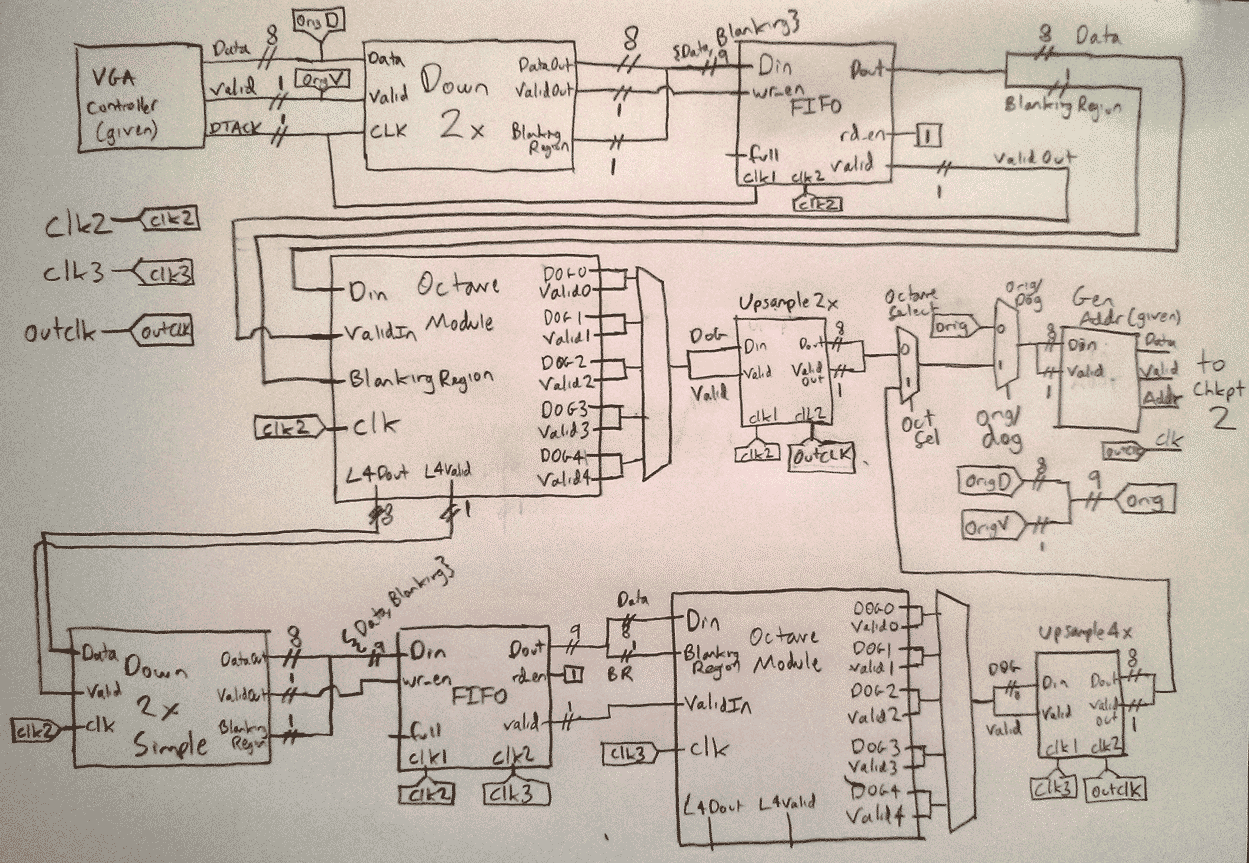 VGA
Controller
(given)
Data
8
Valid
1
DTACK
1
OrigD
OrigV
Data
Valid
CLK
Down
2x
DataOut
ValidOut
Blanking
Region
8
1
1
{Data, Blanking}
9
Din
wr-en
FIFO
full
clk1
clk2
Dout
rd-en
1
valid
clk2
8
Data
1
Blanking Region
Valid Out
1
clk2
clk2
clk3
clk3
outclk
outclk
Din
Octave
Module
ValidIn
Blanking Region
clk2
clk
L4Dout
L4Valid
8
1
DOG0
Valid0
DOG1
Valid1
DOG2
Valid2
DOG3
Valid3
DOG4
Valid4
DOG
Valid
Upsample 2x
Din
Valid
Dout
Valid
Out
clk1
clk2
clk2
OutCLK
8
1
Octave
Select
0
1
Oct
Sel
Orig
Orig/
Dog
0
1
Orig/
dog
8
1
Gen
Addr (given)
Din
Valid
Data
Valid
Addr
to
Chkpt
2
clk
OrigD
8
OrigV
1
9
Orig
Data
Valid
clk
clk2
Down
2x
Simple
DataOut
ValidOut
Blanking
Region
8
1
1
{Data, Blanking}
9
Din
wr-en
FIFO
full
clk1
clk2
Dout
rd-en
1
valid
clk2
clk3
9
1
Data
8
1
BR
Din
Blanking
Region
Octave
Module
ValidIn
clk3
clk
L4Dout
L4Valid
DOG0
Valid0
DOG1
Valid1
DOG2
Valid2
DOG3
Valid3
DOG4
Valid4
DOG
8
Valid
Upsample 4x
Din
Valid
Dout
valid
out
clk1
clk2
clk3
OutClk
8
1